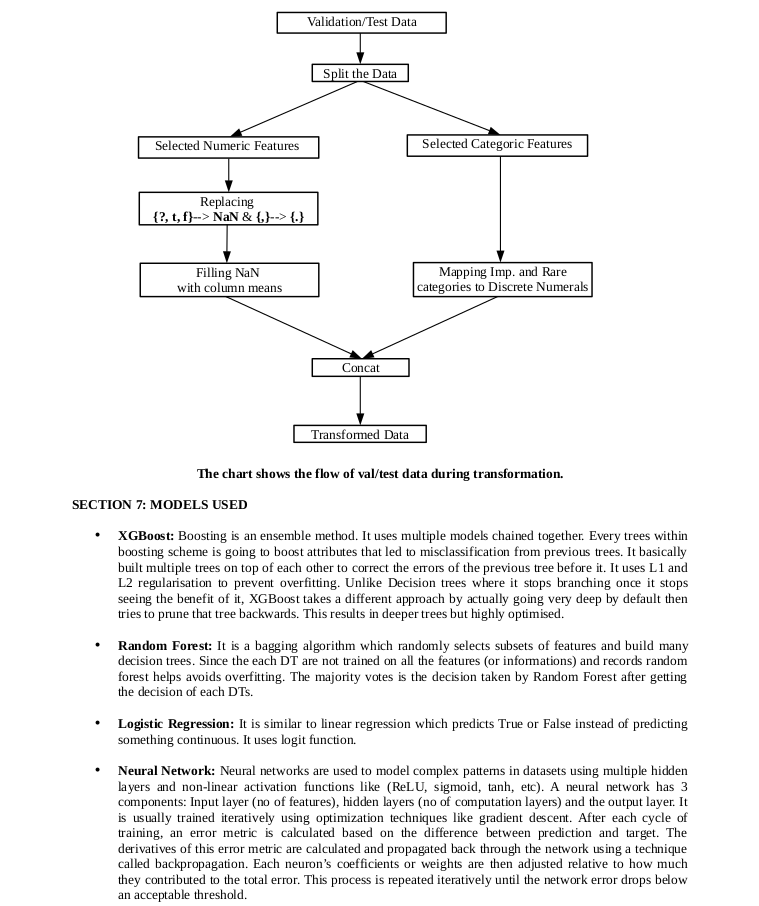 Validation/Test Data
Split the Data
Selected Numeric Features
Selected Categoric Features
Replacing
{?, t, f}--> NaN & {,}--> {.}
Filling NaN
with column means
Mapping Imp. and Rare
categories to Discrete Numerals
Concat
Transformed Data
The chart shows the flow of val/test data during transformation.
SECTION 7: MODELS USED
• XGBoost: Boosting is an ensemble method. It uses multiple models chained together. Every trees within
boosting scheme is going to boost attributes that led to misclassification from previous trees. It basically
built multiple trees on top of each other to correct the errors of the previous tree before it. It uses L1 and
L2 regularisation to prevent overfitting. Unlike Decision trees where it stops branching once it stops
seeing the benefit of it, XGBoost takes a different approach by actually going very deep by default then
tries to prune that tree backwards. This results in deeper trees but highly optimised.
• Random Forest: It is a bagging algorithm which randomly selects subsets of features and build many
decision trees. Since the each DT are not trained on all the features (or informations) and records random
forest helps avoids overfitting. The majority votes is the decision taken by Random Forest after getting
the decision of each DTs.
• Logistic Regression: It is similar to linear regression which predicts True or False instead of predicting
something continuous. It uses logit function.
• Neural Network: Neural networks are used to model complex patterns in datasets using multiple hidden
layers and non-linear activation functions like (ReLU, sigmoid, tanh, etc). A neural network has 3
components: Input layer (no of features), hidden layers (no of computation layers) and the output layer. It
is usually trained iteratively using optimization techniques like gradient descent. After each cycle of
training, an error metric is calculated based on the difference between prediction and target. The
derivatives of this error metric are calculated and propagated back through the network using a technique
called backpropagation. Each neuron’s coefficients or weights are then adjusted relative to how much
they contributed to the total error. This process is repeated iteratively until the network error drops below
an acceptable threshold.